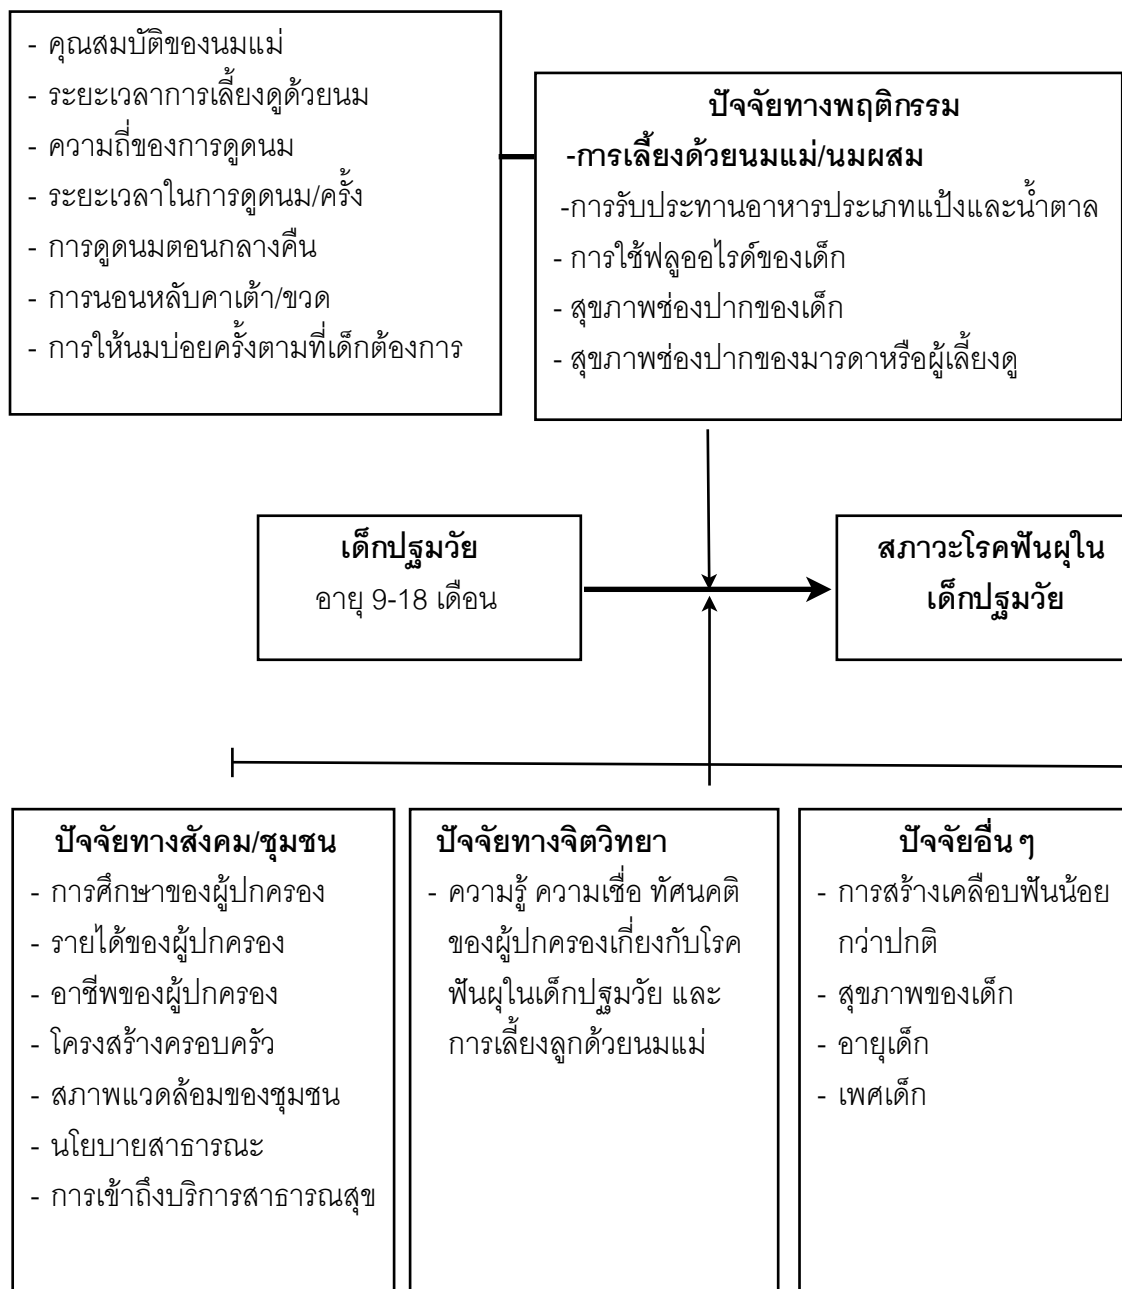 - คุณสมบัติของนมแม่
- ระยะเวลาการเลี้ยงดูด้วยนม
- ความถี่ของการดูดนม
- ระยะเวลาในการดูดนม/ครั้ง
- การดูดนมตอนกลางคืน
- การนอนหลับคาเต้า/ขวด
- การให้นมบ่อยครั้งตามที่เด็กต้องการ
ปัจจัยทางพฤติกรรม
-การเลี้ยงด้วยนมแม่/นมผสม
-การรับประทานอาหารประเภทแป้งและน้ำตาล
- การใช้ฟลูออไรด์ของเด็ก
- สุขภาพช่องปากของเด็ก
- สุขภาพช่องปากของมารดาหรือผู้เลี้ยงดู
เด็กปฐมวัย
อายุ 9-18 เดือน
สภาวะโรคฟันผุใน
เด็กปฐมวัย
ปัจจัยทางสังคม/ชุมชน
- การศึกษาของผู้ปกครอง
- รายได้ของผู้ปกครอง
- อาชีพของผู้ปกครอง
- โครงสร้างครอบครัว
- สภาพแวดล้อมของชุมชน
- นโยบายสาธารณะ
- การเข้าถึงบริการสาธารณสุข
ปัจจัยทางจิตวิทยา
- ความรู้ ความเชื่อ ทัศนคติ
ของผู้ปกครองเกี่ยงกับโรค
ฟันผุในเด็กปฐมวัย และ
การเลี้ยงลูกด้วยนมแม่
ปัจจัยอื่น ๆ
- การสร้างเคลือบฟันน้อย
กว่าปกติ
- สุขภาพของเด็ก
- อายุเด็ก
- เพศเด็ก